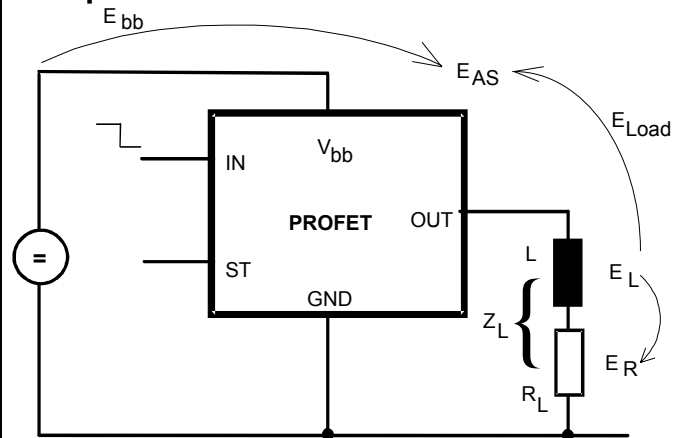 E bb
E AS
E Load
IN
V bb
PROFET
OUT
=
ST
GND
L
E L
Z L {
R L
E R